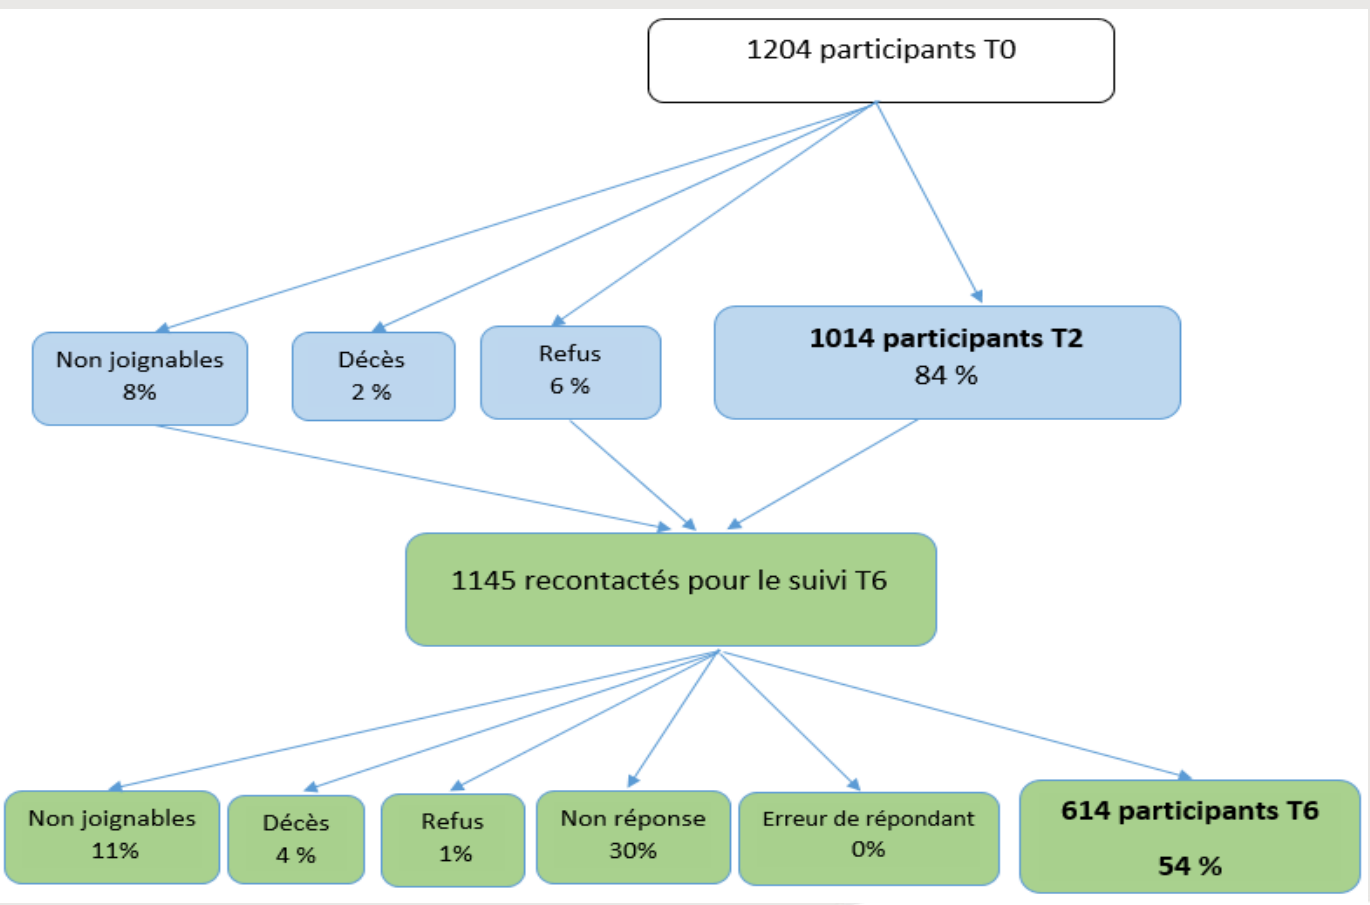 1204 participants T0
Non joignables
8%
Décès
2 %
Refus
6 %
1014 participants T2
84 %
1145 recontactés pour le suivi T6
Non joignables
11%
Décès
4 %
Refus
1%
Non réponse
30%
Erreur de répondant
0%
614 participants T6
54 %